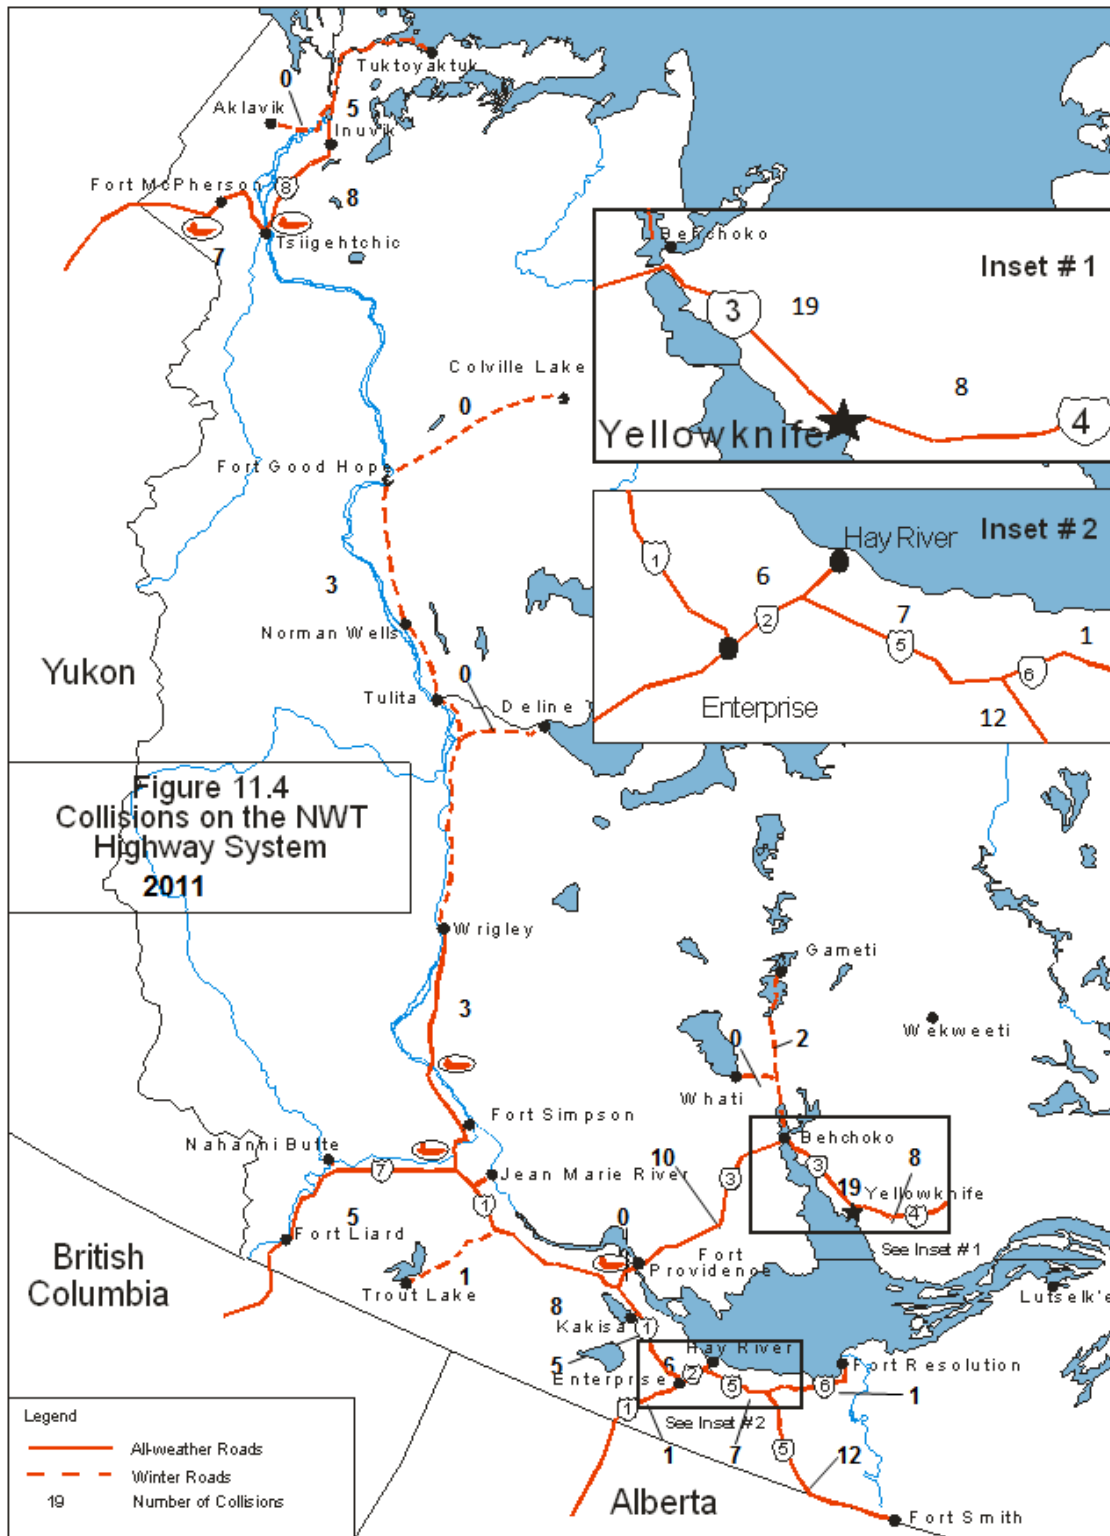 Tuktoyaktuk
0
Aklavik
5
Inuvik
Fort McPherson
8
8
Tsiigehtchic
7
Behchoko
Inset # 1
3
19
8
4
Yellowknife
Colville Lake
0
Fort Good Hope
Hay River
Inset # 2
1
6
2
7
5
1
6
Enterprise
12
3
Norman Wells
Yukon
0
Tulita
Deline
Figure 11.4
Collisions on the NWT
Highway System
2011
Wrigley
Gameti
3
0
2
Wekweeti
Whati
Fort Simpson
Behchoko
Nahanni Butte
7
Jean Marie River
10
3
3
8
19
Yellowknife
4
1
5
0
Fort Liard
See Inset #1
British
Columbia
Fort
Providence
1
Trout Lake
Lutselk'e
8
Kakisa
1
5
Hay River
6
Enterprise
2
5
6
Fort Resolution
1
1
See Inset #2
1
7
5
12
Alberta
Fort Smith
Legend
All-weather Roads
Winter Roads
19 Number of Collisions